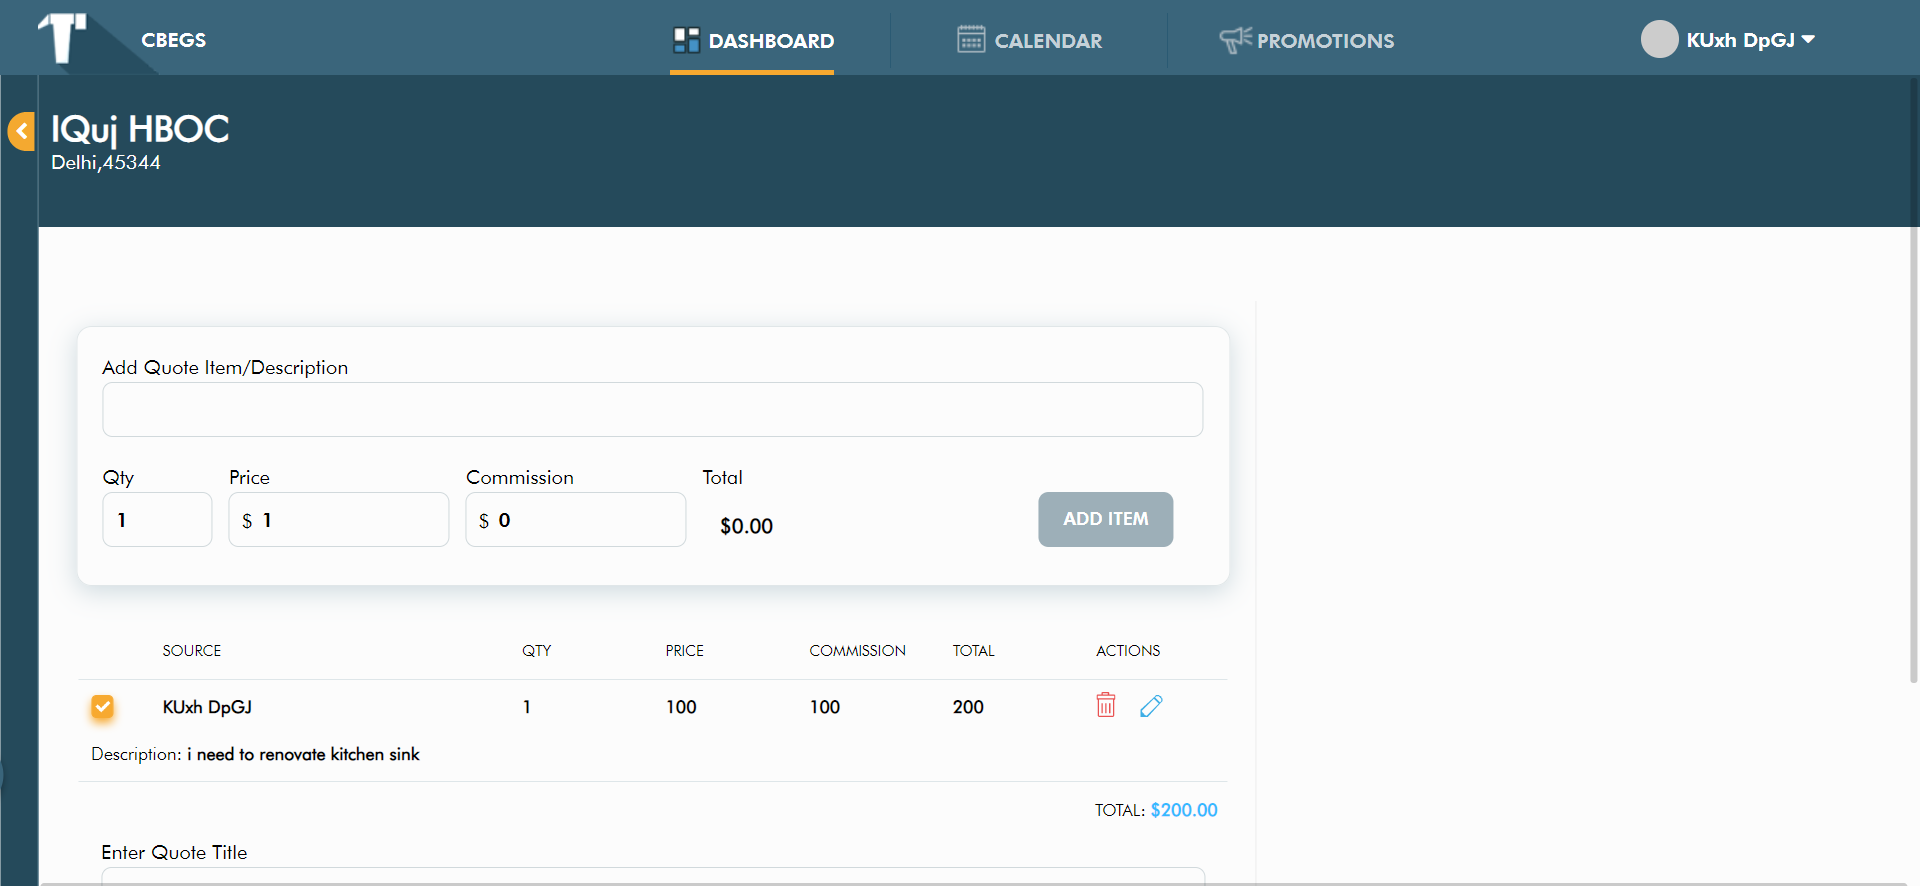 CBEGS
DASHBOARD
CALENDAR
PROMOTIONS
KUxh DpGJ
IQuj HBOC
Delhi,45344
Add Quote Item/Description
Qty Price Commission Total
1 $ 1 $ 0 $0.00 ADD ITEM
SOURCE QTY PRICE COMMISSION TOTAL ACTIONS
KUxh DpGJ 1 100 100 200
Description: i need to renovate kitchen sink
TOTAL: $200.00
Enter Quote Title